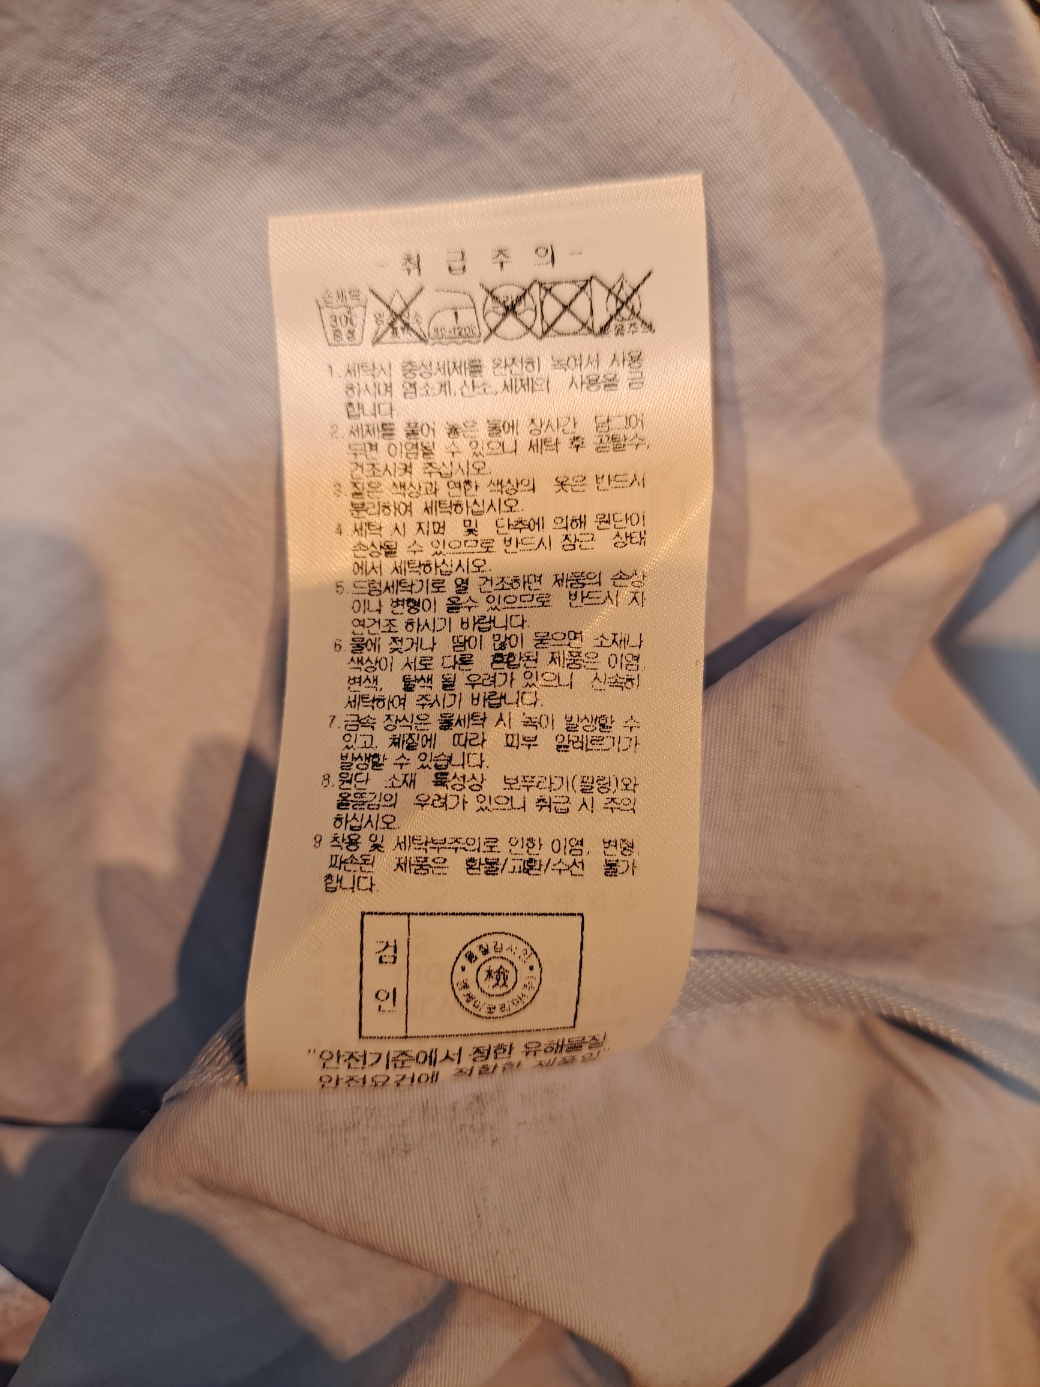 - 취 급 주 의 -
손세탁
30℃
중성
80~120℃
1.세탁시 중성세제를 완전히 녹여서 사용
하시며 염소계,산소,세제의 사용을 금
합니다
2.세제를 풀어 놓은 물에 장시간 담그어
두면 이염될 수 있으니 세탁 후 곧탈수,
건조시켜 주십시오.
3.짙은 색상과 연한 색상의 옷은 반드시
분리하여 세탁하십시오.
4.세탁 시 지퍼 및 단추에 의해 원단이
손상될 수 있으므로 반드시 잠근 상태
에서 세탁하십시오.
5.드럼세탁기로 열 건조하면 제품의 손상
이나 변형이 올수 있으므로 반드시 자
연건조 하시기 바랍니다.
6.물에 젖거나 땀이 많이 묻으면 소재나
색상이 서로 다른 혼합된 제품은 이염,
변색, 탈색 될 우려가 있으니 신속히
세탁하여 주시기 바랍니다.
7.금속 장식은 물세탁 시 녹이 발생할 수
있고, 체질에 따라 피부 알레르기가
발생할 수 있습니다.
8.원단 소재 특성상 보푸라기(필링)와
올뜯김의 우려가 있으니 취급 시 주의
하십시오.
9 착용 및 세탁부주의로 인한 이염, 변형,
파손된 제품은 환불/교환/수선 불가
합니다.
검
인
檢
"안전기준에서 정한 유해물질
안전요건에 적합한 제품임"